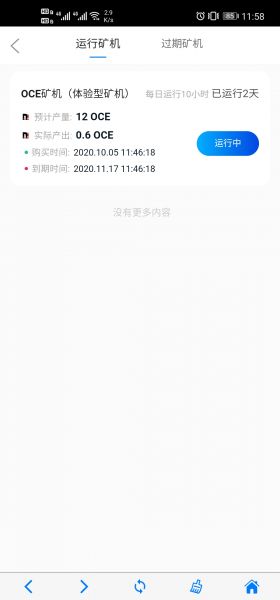 HD R 4G 4G 2.9 K/s 85 11:58
HD R
运行矿机 过期矿机
OCE矿机（体验型矿机） 每日运行10小时 已运行2天
预计产量: 12 OCE
实际产出: 0.6 OCE
运行中
购买时间: 2020.10.05 11:46:18
到期时间: 2020.11.17 11:46:18
没有更多内容